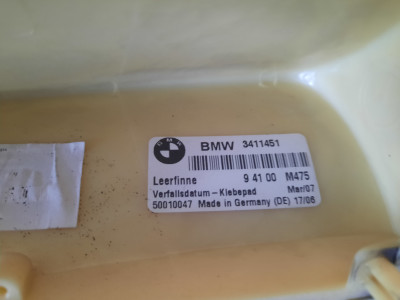 BMW 3411451
Leerfinne 9 41 00 M475
Verfallsdatum - Klebepad Mar/07
50010047 Made in Germany (DE) 17/06